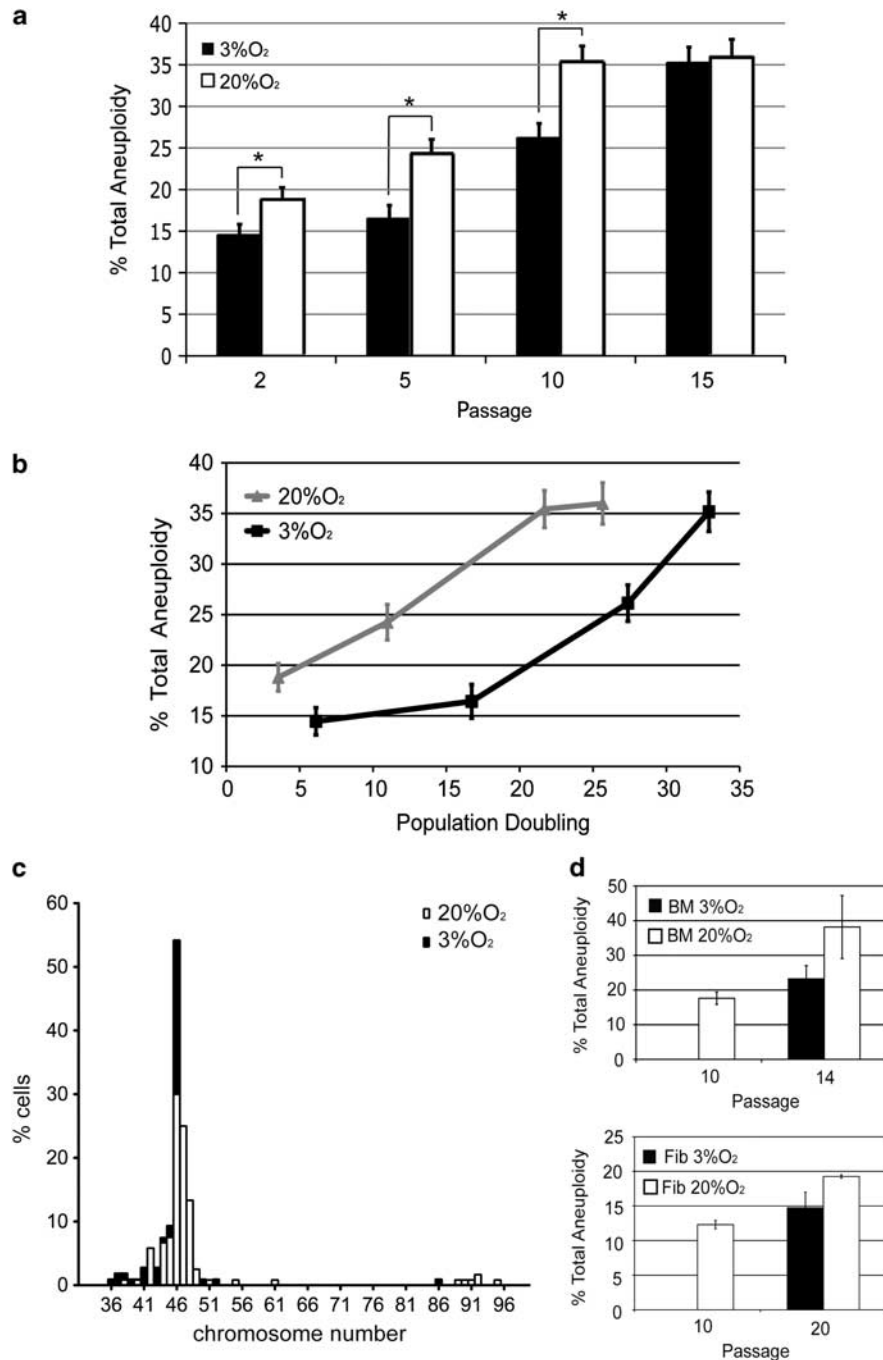 a
40
35
30
25
20
15
10
5
0
% Total Aneuploidy
3%O₂
20%O₂
*
*
*
2 5 10 15
Passage
b
40
35
30
25
20
15
10
% Total Aneuploidy
20%O₂
3%O₂
0 5 10 15 20 25 30 35
Population Doubling
c
60
50
40
30
20
10
0
% cells
20%O₂
3%O₂
36 41 46 51 56 61 66 71 76 81 86 91 96
chromosome number
d
50
40
30
20
10
0
% Total Aneuploidy
BM 3%O₂
BM 20%O₂
10 14
Passage
25
20
15
10
5
0
% Total Aneuploidy
Fib 3%O₂
Fib 20%O₂
10 20
Passage